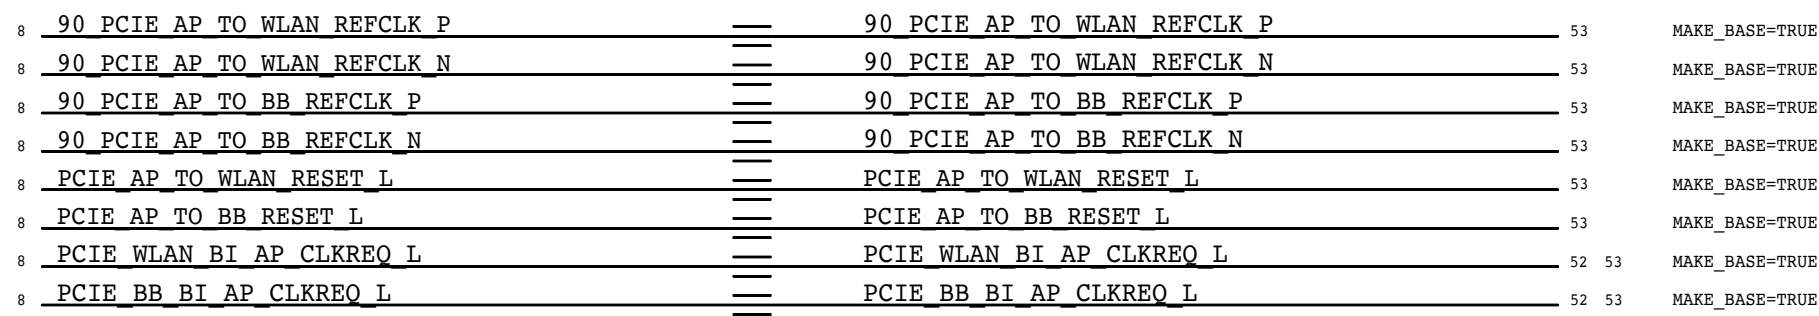 8 90_PCIE_AP_TO_WLAN_REFCLK_P 90_PCIE_AP_TO_WLAN_REFCLK_P 53 MAKE_BASE=TRUE
8 90_PCIE_AP_TO_WLAN_REFCLK_N 90_PCIE_AP_TO_WLAN_REFCLK_N 53 MAKE_BASE=TRUE
8 90_PCIE_AP_TO_BB_REFCLK_P 90_PCIE_AP_TO_BB_REFCLK_P 53 MAKE_BASE=TRUE
8 90_PCIE_AP_TO_BB_REFCLK_N 90_PCIE_AP_TO_BB_REFCLK_N 53 MAKE_BASE=TRUE
8 PCIE_AP_TO_WLAN_RESET_L PCIE_AP_TO_WLAN_RESET_L 53 MAKE_BASE=TRUE
8 PCIE_AP_TO_BB_RESET_L PCIE_AP_TO_BB_RESET_L 53 MAKE_BASE=TRUE
8 PCIE_WLAN_BI_AP_CLKREQ_L PCIE_WLAN_BI_AP_CLKREQ_L 52 53 MAKE_BASE=TRUE
8 PCIE_BB_BI_AP_CLKREQ_L PCIE_BB_BI_AP_CLKREQ_L 52 53 MAKE_BASE=TRUE